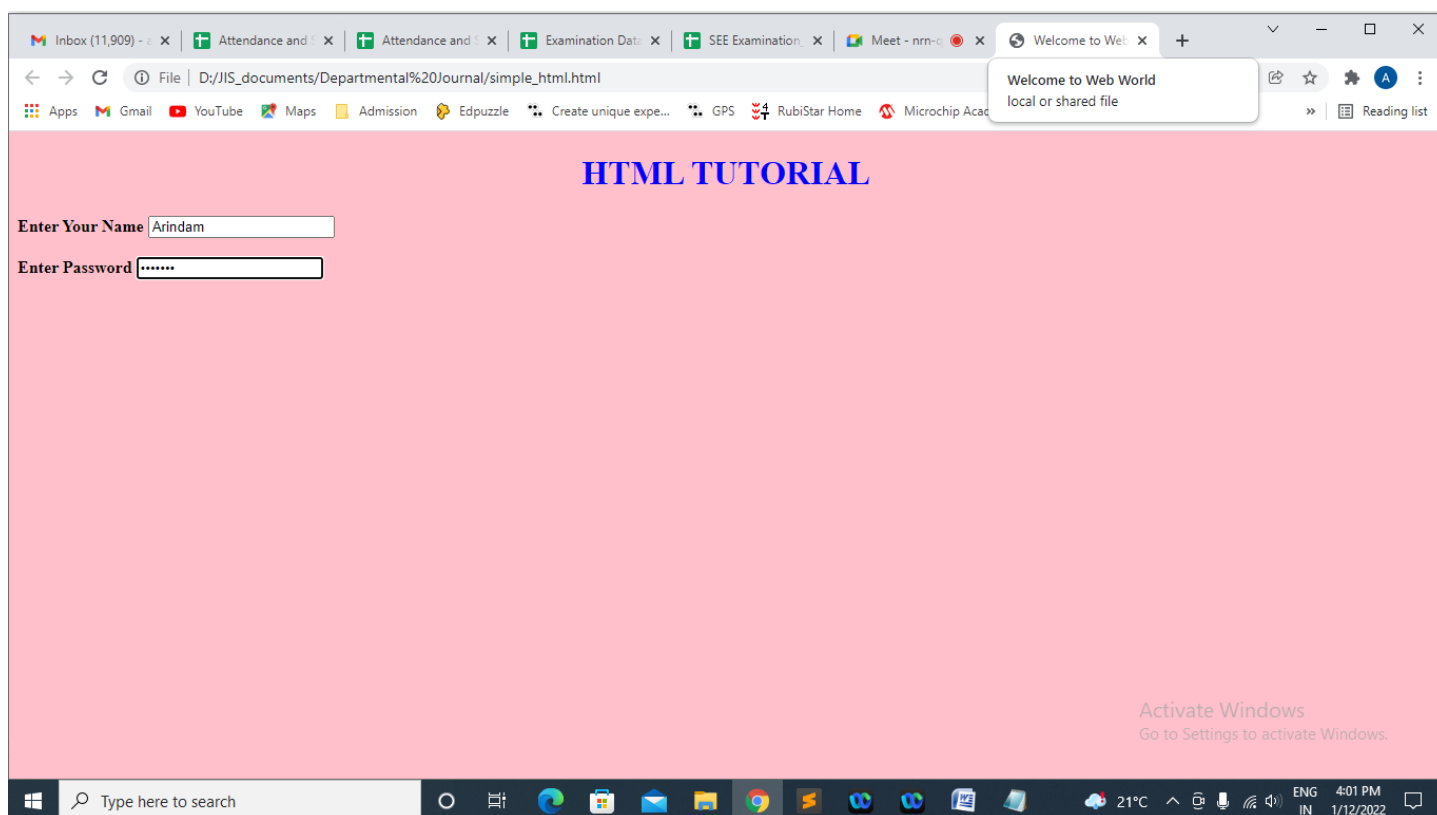 Inbox (11,909) - a
Attendance and S
Attendance and S
Examination Data
SEE Examination_
Meet - nrn-q
Welcome to Web
File | D:/JIS_documents/Departmental%20Journal/simple_html.html
Welcome to Web World
local or shared file
A
Apps Gmail YouTube Maps Admission Edpuzzle Create unique expe... GPS RubiStar Home Microchip Acad » Reading list
HTML TUTORIAL
Enter Your Name Arindam
Enter Password •••••••
Activate Windows
Go to Settings to activate Windows.
Type here to search 21°C ENG 4:01 PM
IN 1/12/2022